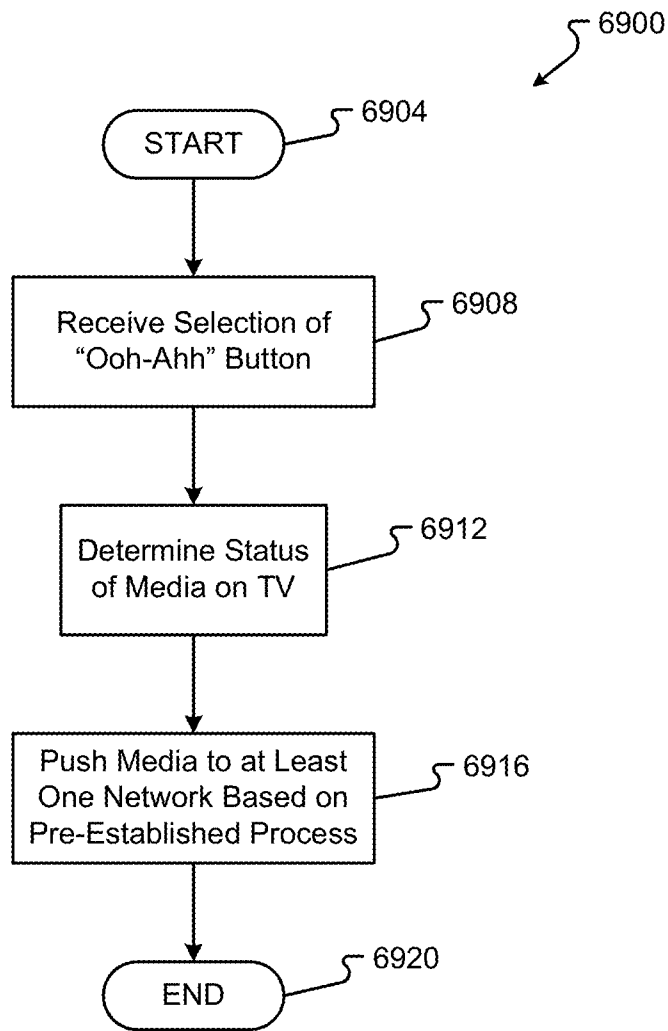 6900
START
6904
Receive Selection of
“Ooh-Ahh” Button
6908
Determine Status
of Media on TV
6912
Push Media to at Least
One Network Based on
Pre-Established Process
6916
END
6920